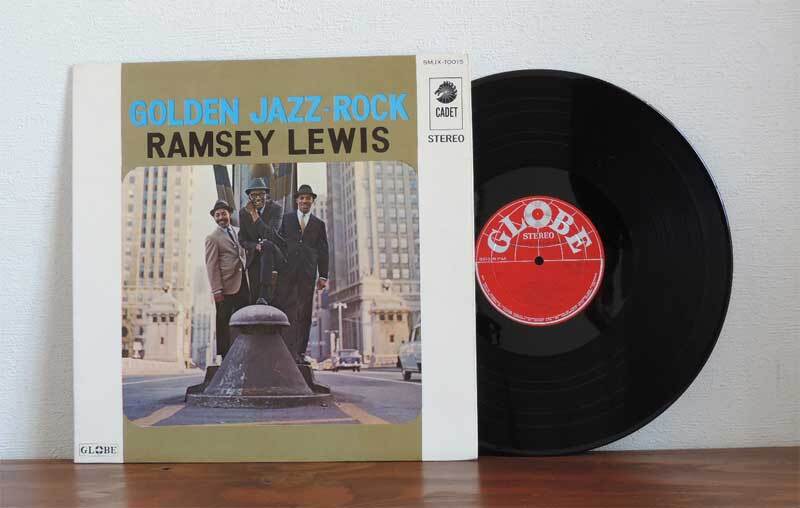 SMJX-10015
GOLDEN JAZZ-ROCK
RAMSEY LEWIS
CADET
STEREO
GLOBE
GLOBE
STEREO